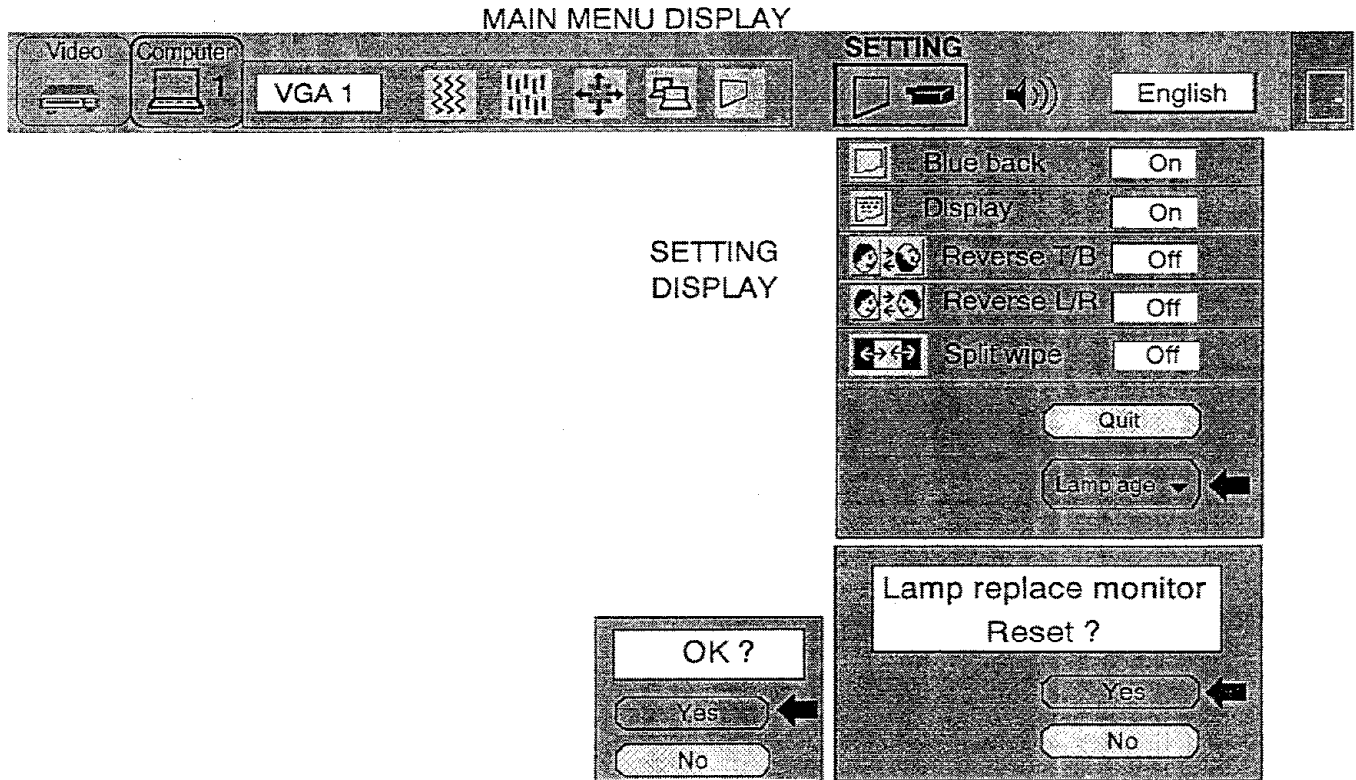 MAIN MENU DISPLAY
Video
Computer
1
VGA 1
SETTING
English
Blue back On
Display On
SETTING
DISPLAY
Reverse T/B Off
Reverse L/R Off
Split wipe Off
Quit
Lamp age
Lamp replace monitor
Reset ?
Yes
No
OK ?
Yes
No